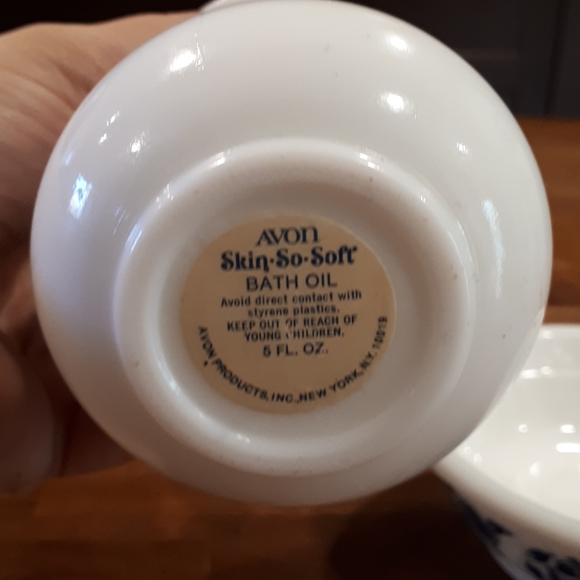 AVON
Skin·So·Soft
BATH OIL
Avoid direct contact with
styrene plastics.
KEEP OUT OF REACH OF
YOUNG CHILDREN.
5 FL. OZ.
AVON PRODUCTS, INC., NEW YORK, N.Y. 10019